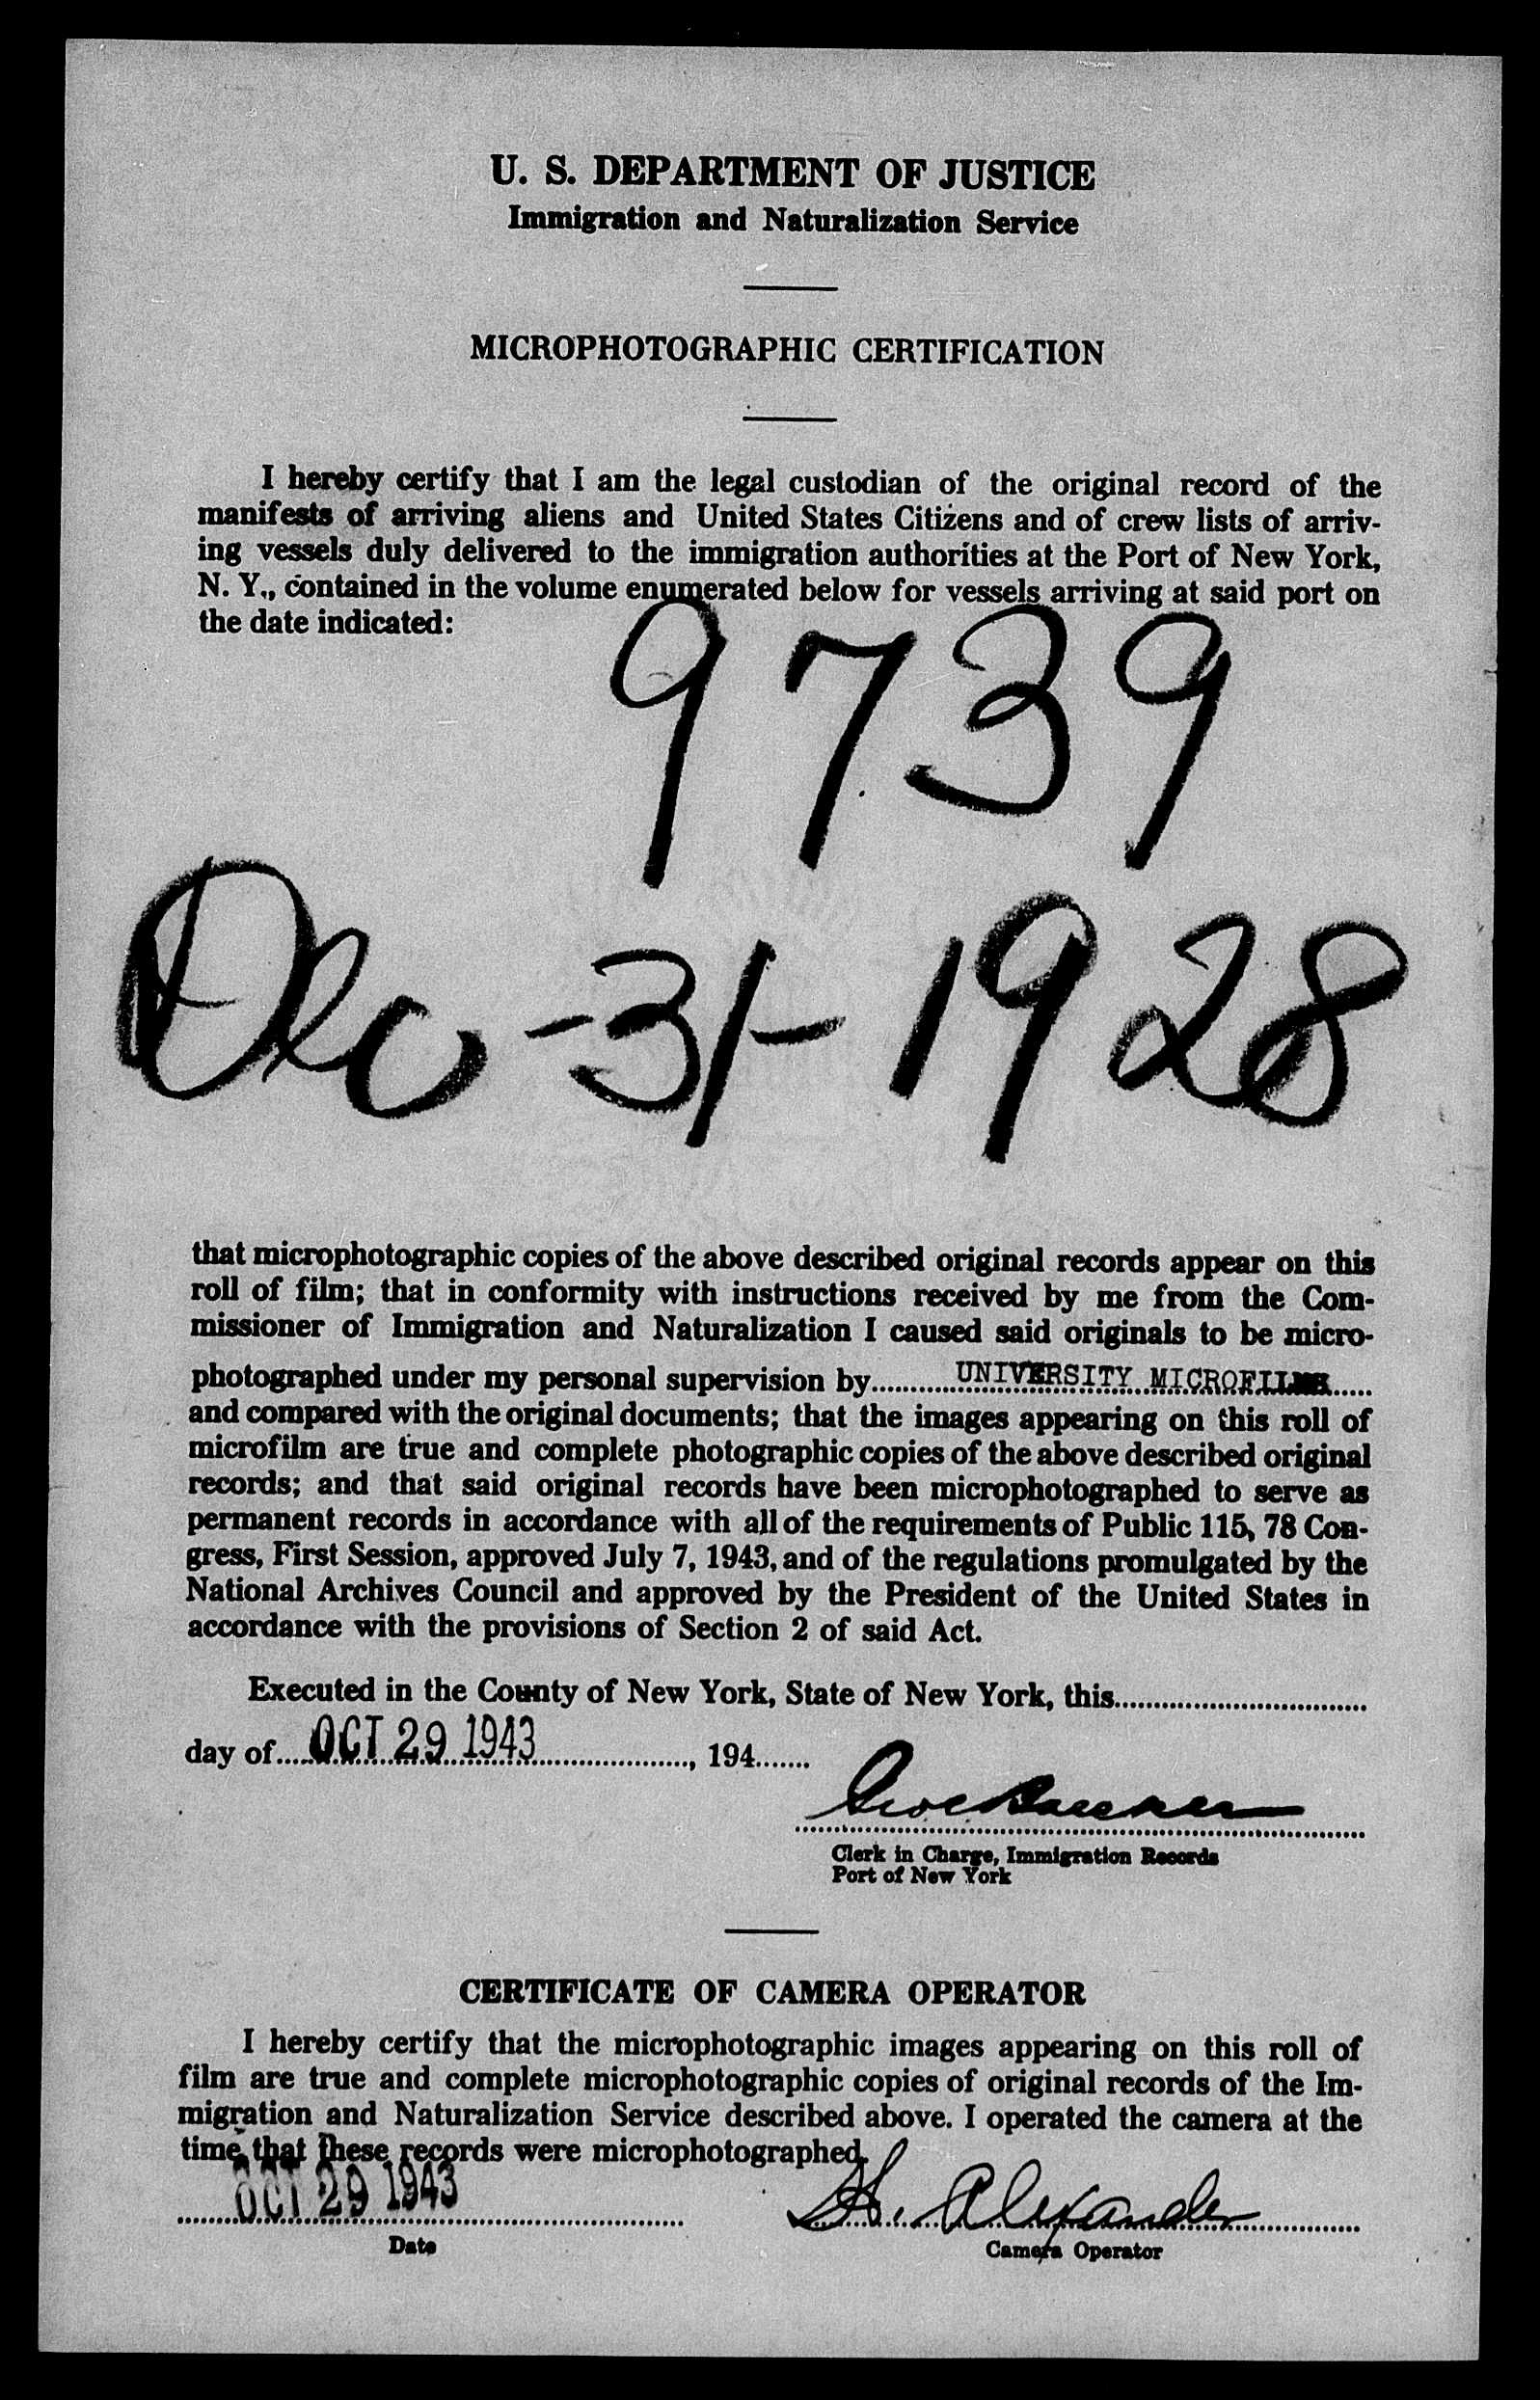 U. S. DEPARTMENT OF JUSTICE
Immigration and Naturalization Service
MICROPHOTOGRAPHIC CERTIFICATION
I hereby certify that I am the legal custodian of the original record of the
manifests of arriving aliens and United States Citizens and of crew lists of arriv-
ing vessels duly delivered to the immigration authorities at the Port of New York,
N. Y., contained in the volume enumerated below for vessels arriving at said port on
the date indicated:
9739
Dec -31- 1928
that microphotographic copies of the above described original records appear on this
roll of film; that in conformity with instructions received by me from the Com-
missioner of Immigration and Naturalization I caused said originals to be micro-
photographed under my personal supervision by UNIVERSITY MICROFILMS
and compared with the original documents; that the images appearing on this roll of
microfilm are true and complete photographic copies of the above described original
records; and that said original records have been microphotographed to serve as
permanent records in accordance with all of the requirements of Public 115, 78 Con-
gress, First Session, approved July 7, 1943, and of the regulations promulgated by the
National Archives Council and approved by the President of the United States in
accordance with the provisions of Section 2 of said Act.
Executed in the County of New York, State of New York, this
day of OCT 29 1943, 194
Clerk in Charge, Immigration Records
Port of New York
CERTIFICATE OF CAMERA OPERATOR
I hereby certify that the microphotographic images appearing on this roll of
film are true and complete microphotographic copies of original records of the Im-
migration and Naturalization Service described above. I operated the camera at the
time that these records were microphotographed.
OCT 29 1943 Alexander
Date Camera Operator